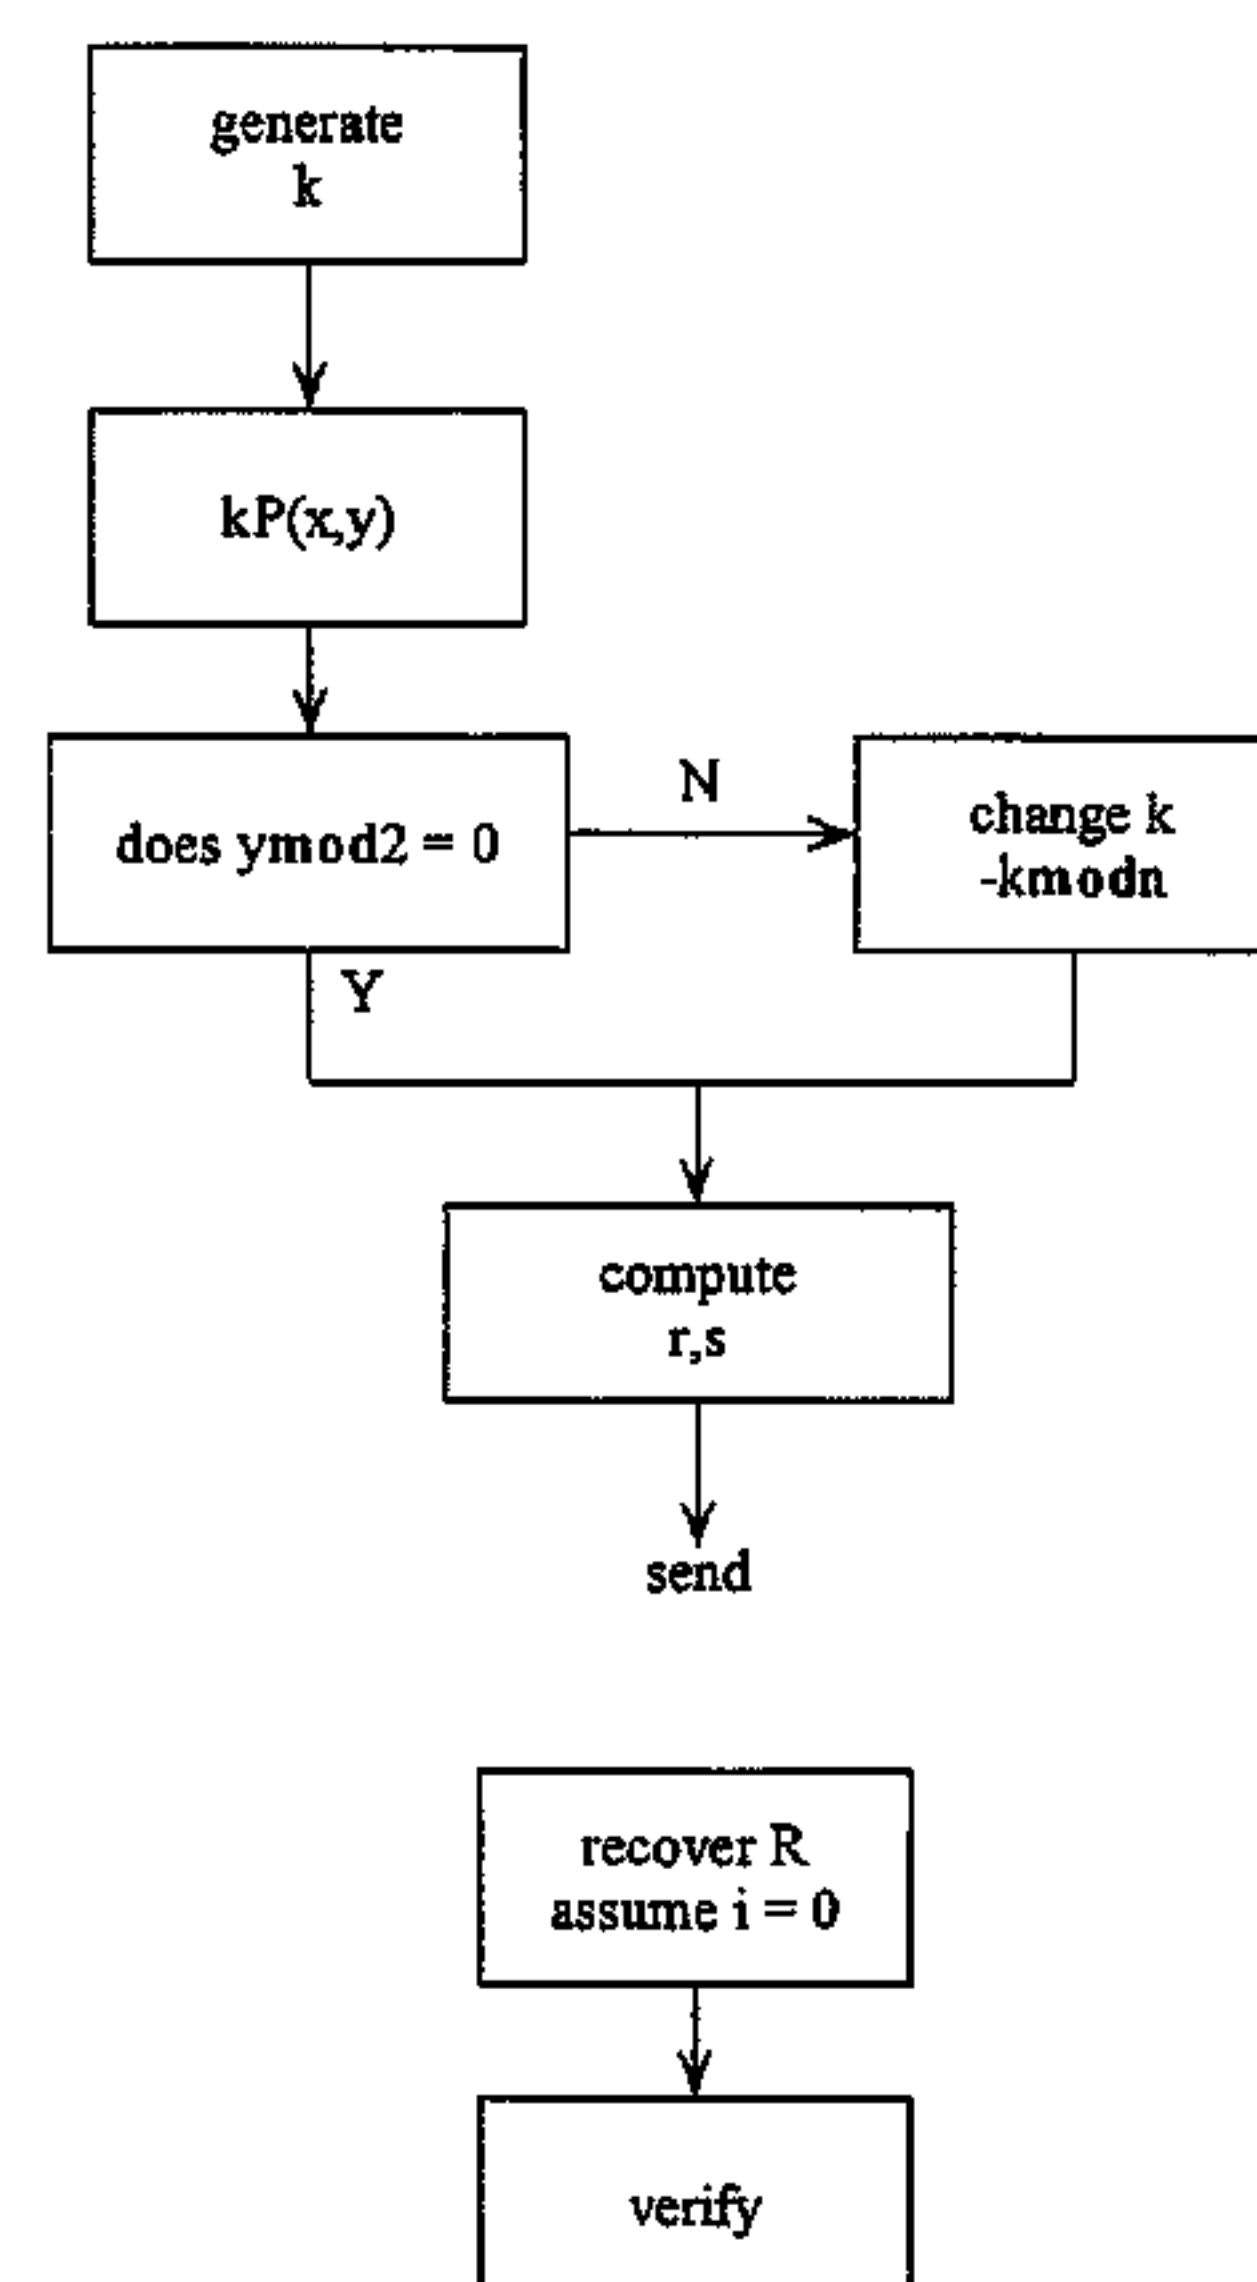 generate
k
kP(x,y)
does ymod2 = 0
N
change k
-kmodn
Y
compute
r,s
send
recover R
assume i = 0
verify